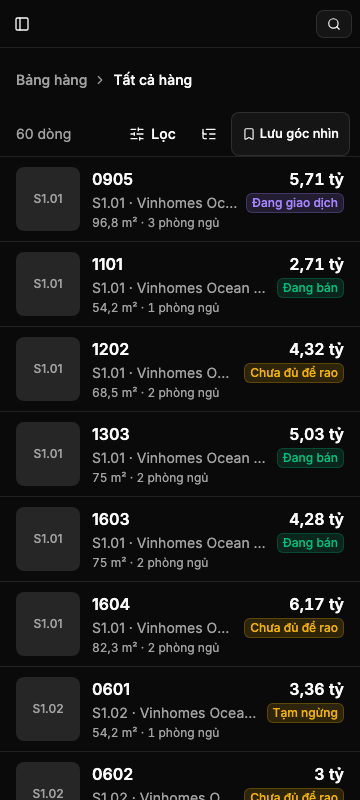 Bảng hàng > Tất cả hàng
60 dòng Lọc Lưu góc nhìn
S1.01 0905 5,71 tỷ
S1.01 · Vinhomes Oc... Đang giao dịch
96,8 m² · 3 phòng ngủ
S1.01 1101 2,71 tỷ
S1.01 · Vinhomes Ocean ... Đang bán
54,2 m² · 1 phòng ngủ
S1.01 1202 4,32 tỷ
S1.01 · Vinhomes O... Chưa đủ để rao
68,5 m² · 2 phòng ngủ
S1.01 1303 5,03 tỷ
S1.01 · Vinhomes Ocean ... Đang bán
75 m² · 2 phòng ngủ
S1.01 1603 4,28 tỷ
S1.01 · Vinhomes Ocean ... Đang bán
75 m² · 2 phòng ngủ
S1.01 1604 6,17 tỷ
S1.01 · Vinhomes O... Chưa đủ để rao
82,3 m² · 2 phòng ngủ
S1.02 0601 3,36 tỷ
S1.02 · Vinhomes Ocea... Tạm ngừng
54,2 m² · 1 phòng ngủ
S1.02 0602 3 tỷ
S1.02 · Vinhomes O... Chưa đủ để rao